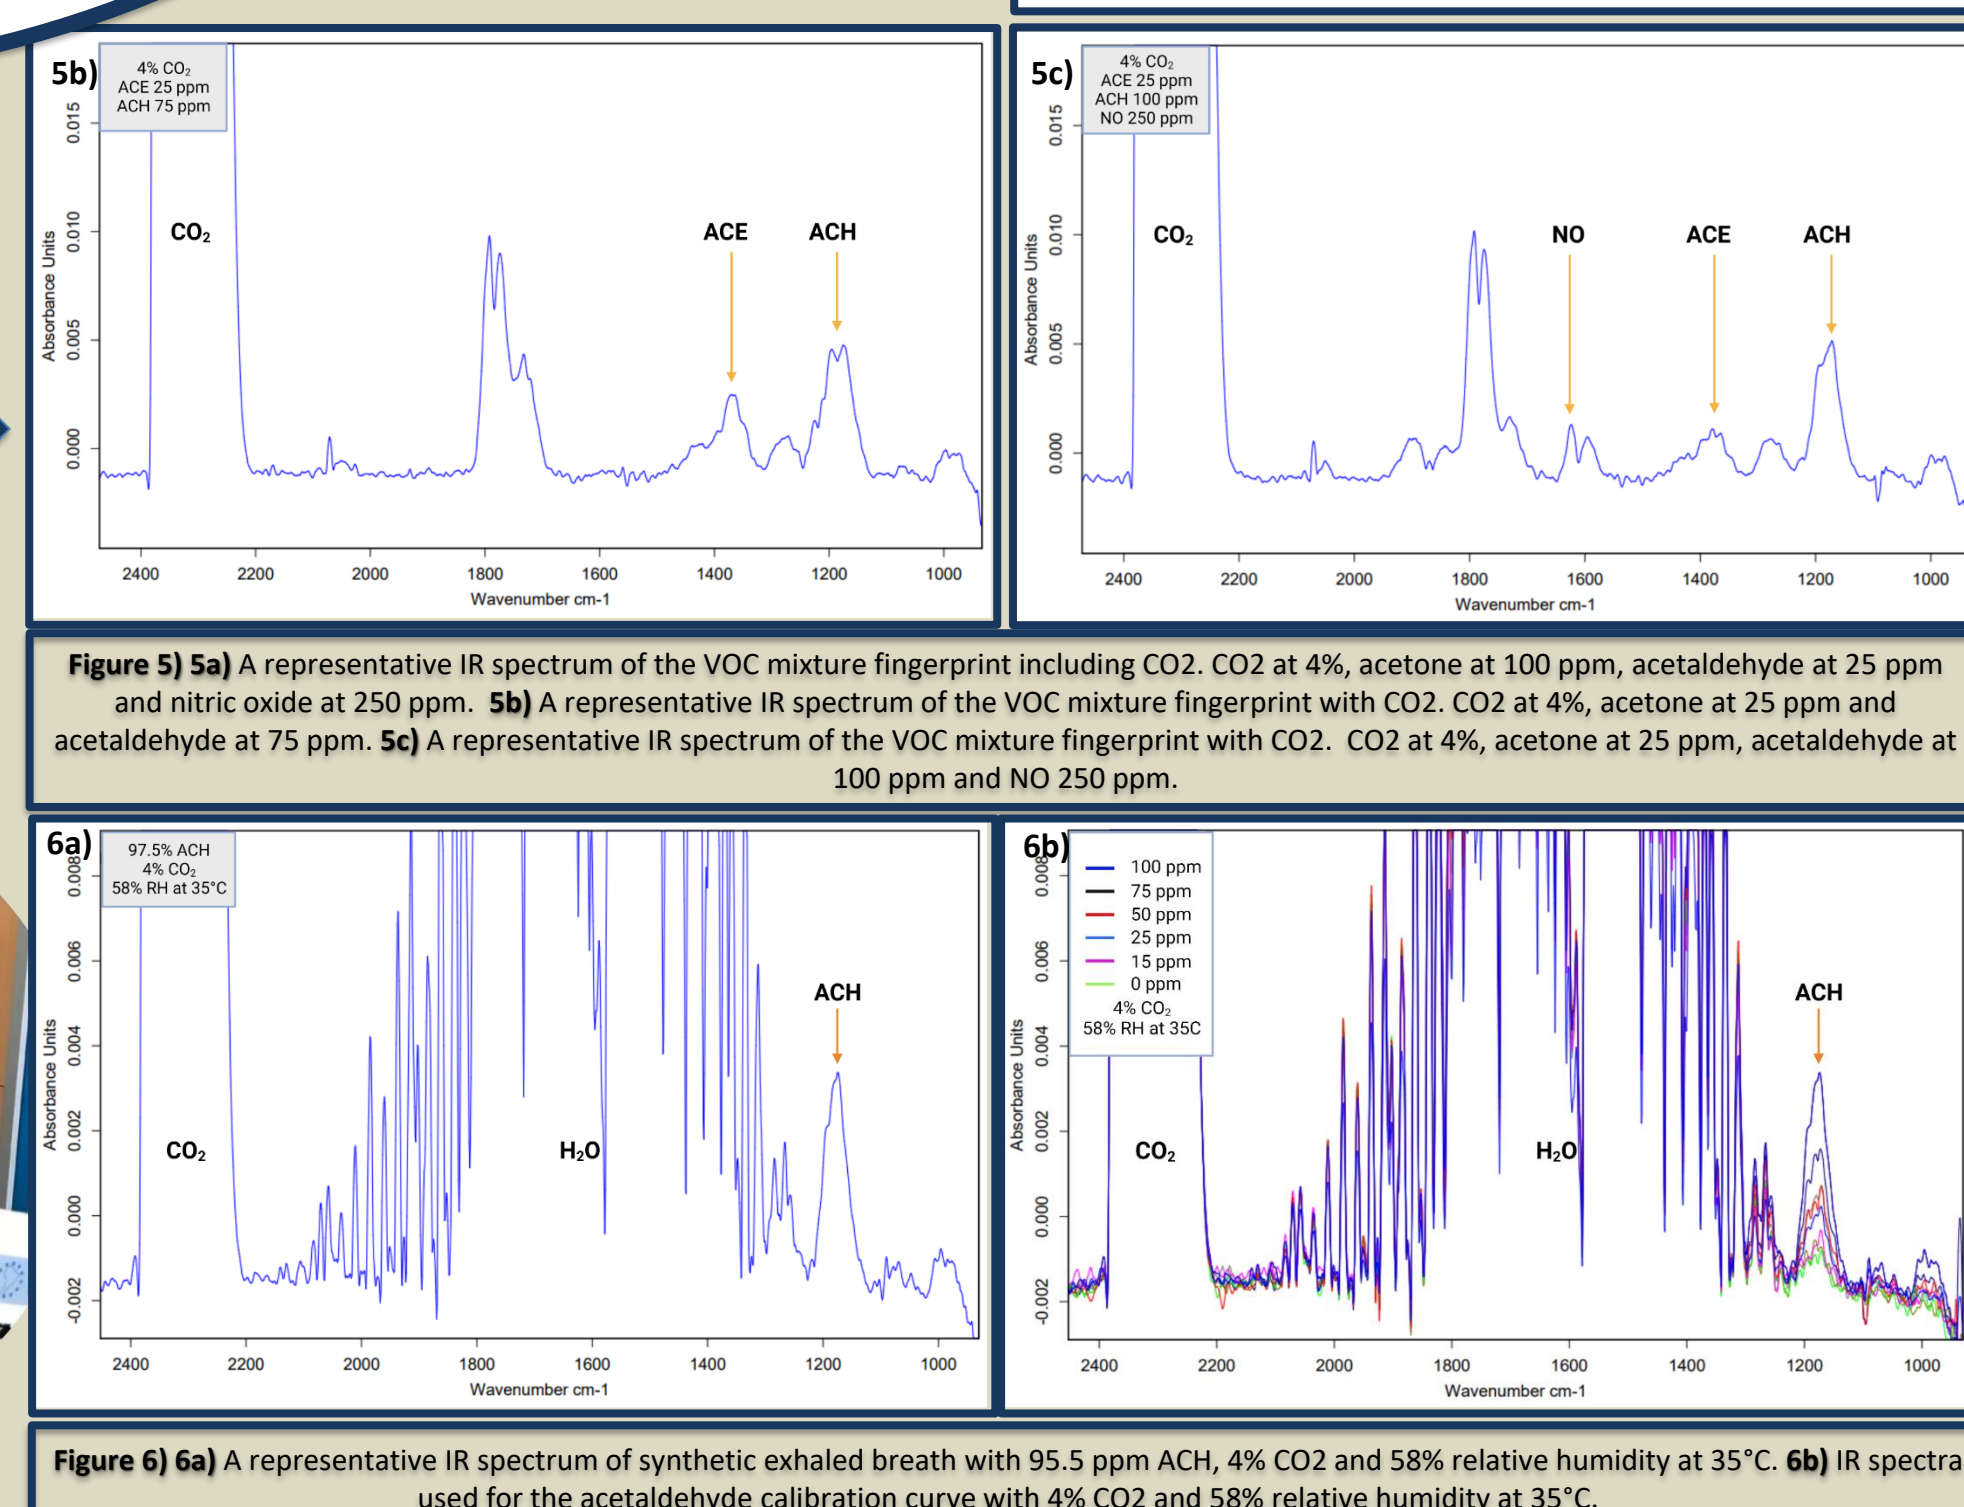 5b)
4% CO₂
ACE 25 ppm
ACH 75 ppm
CO₂
ACE
ACH
Absorbance Units
0.015
0.010
0.005
0.000
2400 2200 2000 1800 1600 1400 1200 1000
Wavenumber cm-1
5c)
4% CO₂
ACE 25 ppm
ACH 100 ppm
NO 250 ppm
CO₂
NO
ACE
ACH
Absorbance Units
0.015
0.010
0.005
0.000
2400 2200 2000 1800 1600 1400 1200 1000
Wavenumber cm-1
Figure 5) 5a) A representative IR spectrum of the VOC mixture fingerprint including CO2. CO2 at 4%, acetone at 100 ppm, acetaldehyde at 25 ppm
and nitric oxide at 250 ppm. 5b) A representative IR spectrum of the VOC mixture fingerprint with CO2. CO2 at 4%, acetone at 25 ppm and
acetaldehyde at 75 ppm. 5c) A representative IR spectrum of the VOC mixture fingerprint with CO2. CO2 at 4%, acetone at 25 ppm, acetaldehyde at
100 ppm and NO 250 ppm.
6a)
97.5% ACH
4% CO₂
58% RH at 35°C
CO₂
H₂O
ACH
Absorbance Units
0.008
0.006
0.004
0.002
0.000
-0.002
2400 2200 2000 1800 1600 1400 1200 1000
Wavenumber cm-1
6b)
100 ppm
75 ppm
50 ppm
25 ppm
15 ppm
0 ppm
4% CO₂
58% RH at 35C
CO₂
H₂O
ACH
Absorbance Units
0.008
0.006
0.004
0.002
0.000
-0.002
2400 2200 2000 1800 1600 1400 1200 1000
Wavenumber cm-1
Figure 6) 6a) A representative IR spectrum of synthetic exhaled breath with 95.5 ppm ACH, 4% CO2 and 58% relative humidity at 35°C. 6b) IR spectra
used for the acetaldehyde calibration curve with 4% CO2 and 58% relative humidity at 35°C.